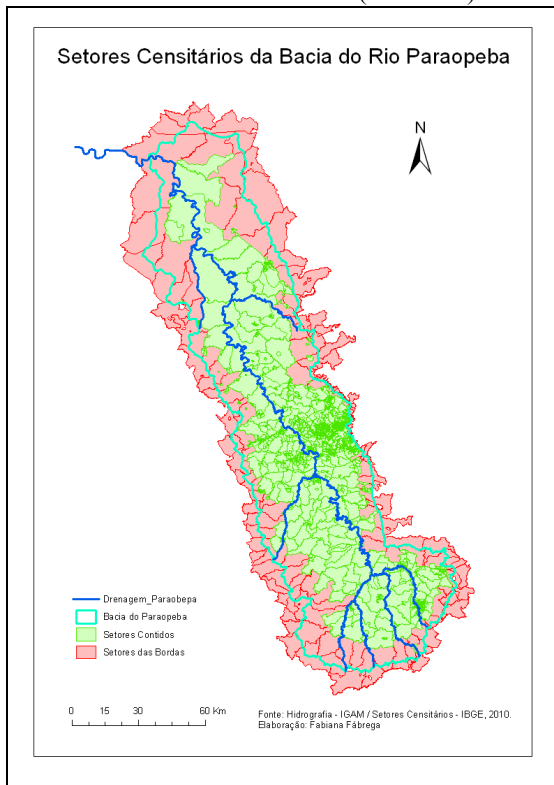 Setores Censitários da Bacia do Rio Paraopeba
N
Drenagem_Paraobepa
Bacia do Paraopeba
Setores Contidos
Setores das Bordas
0 15 30 60 Km
Fonte: Hidrografia - IGAM / Setores Censitários - IBGE, 2010.
Elaboração: Fabiana Fábrega